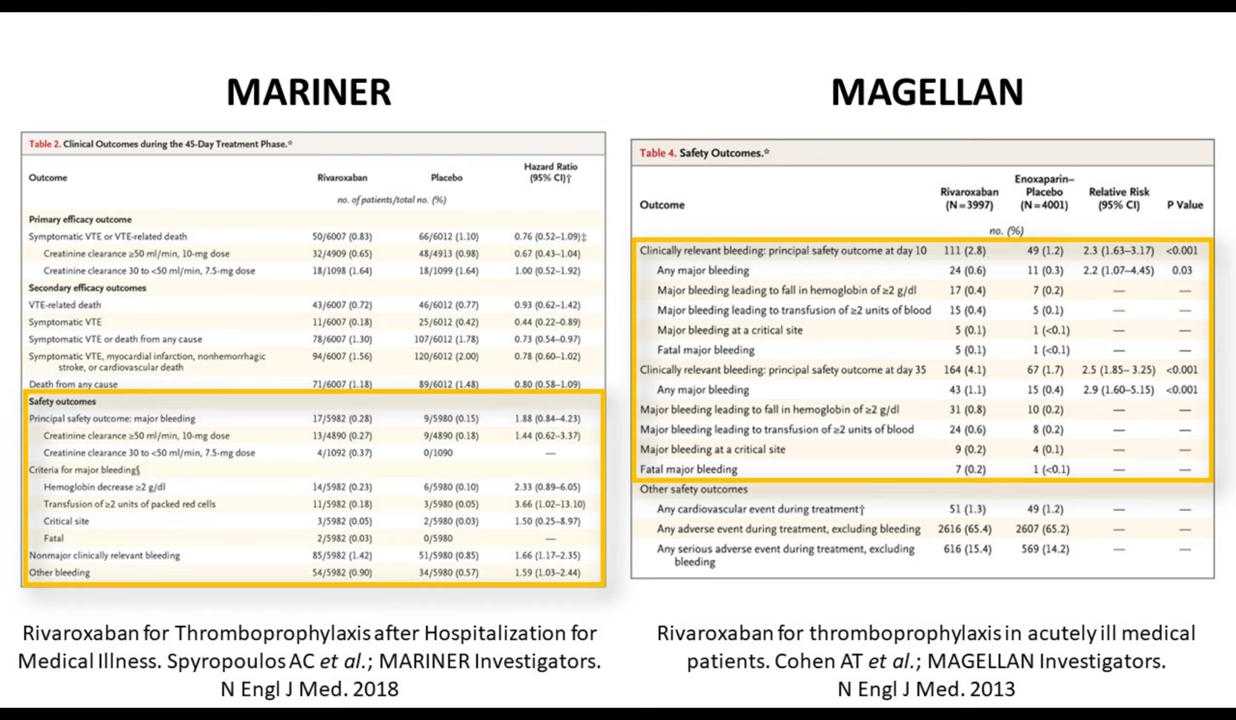 MARINER
Table 2. Clinical Outcomes during the 45-Day Treatment Phase.*
Outcome Rivaroxaban Placebo Hazard Ratio (95% CI)†
no. of patients/total no. (%)
Primary efficacy outcome
Symptomatic VTE or VTE-related death 50/6007 (0.83) 66/6012 (1.10) 0.76 (0.52–1.09)‡
Creatinine clearance ≥50 ml/min, 10-mg dose 32/4909 (0.65) 48/4913 (0.98) 0.67 (0.43–1.04)
Creatinine clearance 30 to <50 ml/min, 7.5-mg dose 18/1098 (1.64) 18/1099 (1.64) 1.00 (0.52–1.92)
Secondary efficacy outcomes
VTE-related death 43/6007 (0.72) 46/6012 (0.77) 0.93 (0.62–1.42)
Symptomatic VTE 11/6007 (0.18) 25/6012 (0.42) 0.44 (0.22–0.89)
Symptomatic VTE or death from any cause 78/6007 (1.30) 107/6012 (1.78) 0.73 (0.54–0.97)
Symptomatic VTE, myocardial infarction, nonhemorrhagic 94/6007 (1.56) 120/6012 (2.00) 0.78 (0.60–1.02)
stroke, or cardiovascular death
Death from any cause 71/6007 (1.18) 89/6012 (1.48) 0.80 (0.58–1.09)
Safety outcomes
Principal safety outcome: major bleeding 17/5982 (0.28) 9/5980 (0.15) 1.88 (0.84–4.23)
Creatinine clearance ≥50 ml/min, 10-mg dose 13/4890 (0.27) 9/4890 (0.18) 1.44 (0.62–3.37)
Creatinine clearance 30 to <50 ml/min, 7.5-mg dose 4/1092 (0.37) 0/1090 —
Criteria for major bleeding§
Hemoglobin decrease ≥2 g/dl 14/5982 (0.23) 6/5980 (0.10) 2.33 (0.89–6.05)
Transfusion of ≥2 units of packed red cells 11/5982 (0.18) 3/5980 (0.05) 3.66 (1.02–13.10)
Critical site 3/5982 (0.05) 2/5980 (0.03) 1.50 (0.25–8.97)
Fatal 2/5982 (0.03) 0/5980 —
Nonmajor clinically relevant bleeding 85/5982 (1.42) 51/5980 (0.85) 1.66 (1.17–2.35)
Other bleeding 54/5982 (0.90) 34/5980 (0.57) 1.59 (1.03–2.44)
Rivaroxaban for Thromboprophylaxis after Hospitalization for
Medical Illness. Spyropoulos AC et al.; MARINER Investigators.
N Engl J Med. 2018
MAGELLAN
Table 4. Safety Outcomes.*
Outcome Rivaroxaban (N=3997) Enoxaparin–Placebo (N=4001) Relative Risk (95% CI) P Value
no. (%)
Clinically relevant bleeding: principal safety outcome at day 10 111 (2.8) 49 (1.2) 2.3 (1.63–3.17) <0.001
Any major bleeding 24 (0.6) 11 (0.3) 2.2 (1.07–4.45) 0.03
Major bleeding leading to fall in hemoglobin of ≥2 g/dl 17 (0.4) 7 (0.2) — —
Major bleeding leading to transfusion of ≥2 units of blood 15 (0.4) 5 (0.1) — —
Major bleeding at a critical site 5 (0.1) 1 (<0.1) — —
Fatal major bleeding 5 (0.1) 1 (<0.1) — —
Clinically relevant bleeding: principal safety outcome at day 35 164 (4.1) 67 (1.7) 2.5 (1.85– 3.25) <0.001
Any major bleeding 43 (1.1) 15 (0.4) 2.9 (1.60–5.15) <0.001
Major bleeding leading to fall in hemoglobin of ≥2 g/dl 31 (0.8) 10 (0.2) — —
Major bleeding leading to transfusion of ≥2 units of blood 24 (0.6) 8 (0.2) — —
Major bleeding at a critical site 9 (0.2) 4 (0.1) — —
Fatal major bleeding 7 (0.2) 1 (<0.1) — —
Other safety outcomes
Any cardiovascular event during treatment† 51 (1.3) 49 (1.2) — —
Any adverse event during treatment, excluding bleeding 2616 (65.4) 2607 (65.2) — —
Any serious adverse event during treatment, excluding 616 (15.4) 569 (14.2) — —
bleeding
Rivaroxaban for thromboprophylaxis in acutely ill medical
patients. Cohen AT et al.; MAGELLAN Investigators.
N Engl J Med. 2013